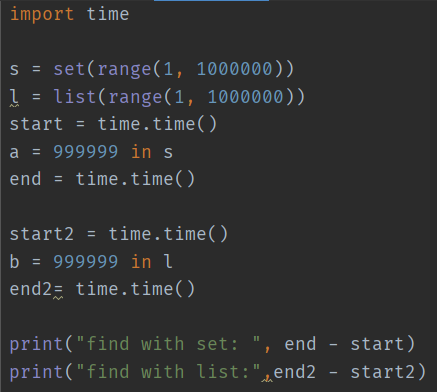 import time
s = set(range(1, 1000000))
l = list(range(1, 1000000))
start = time.time()
a = 999999 in s
end = time.time()
start2 = time.time()
b = 999999 in l
end2= time.time()
print("find with set: ", end - start)
print("find with list:",end2 - start2)